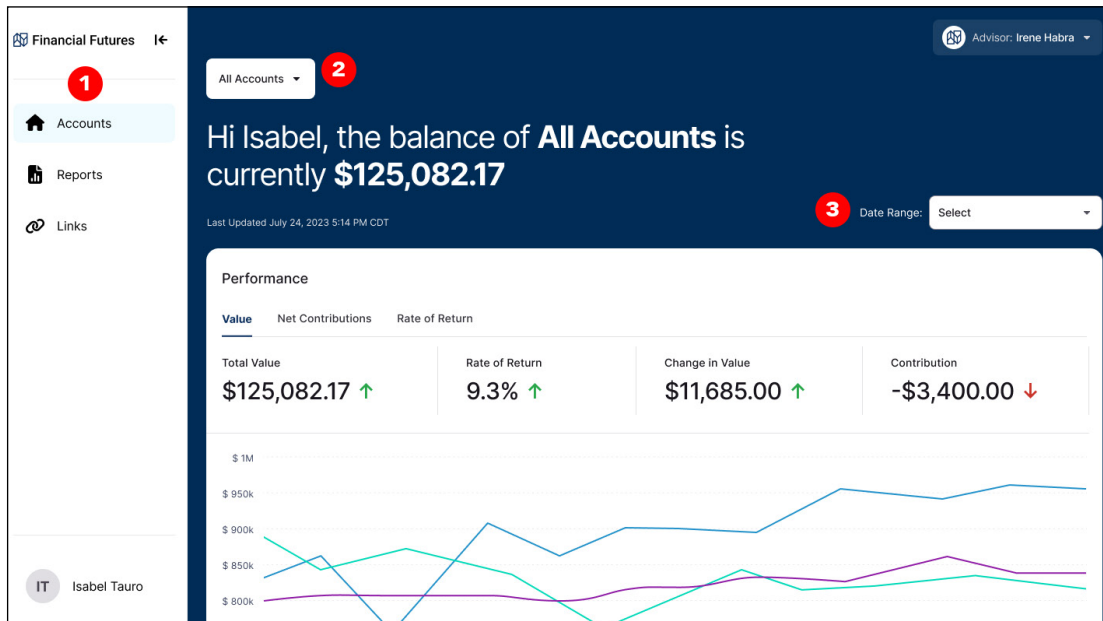 Financial Futures
1
Accounts
Reports
Links
IT Isabel Tauro
Advisor: Irene Habra
All Accounts
2
Hi Isabel, the balance of All Accounts is
currently $125,082.17
Last Updated July 24, 2023 5:14 PM CDT
3 Date Range: Select
Performance
Value Net Contributions Rate of Return
Total Value Rate of Return Change in Value Contribution
$125,082.17 ↑ 9.3% ↑ $11,685.00 ↑ -$3,400.00 ↓
$ 1M
$ 950k
$ 900k
$ 850k
$ 800k